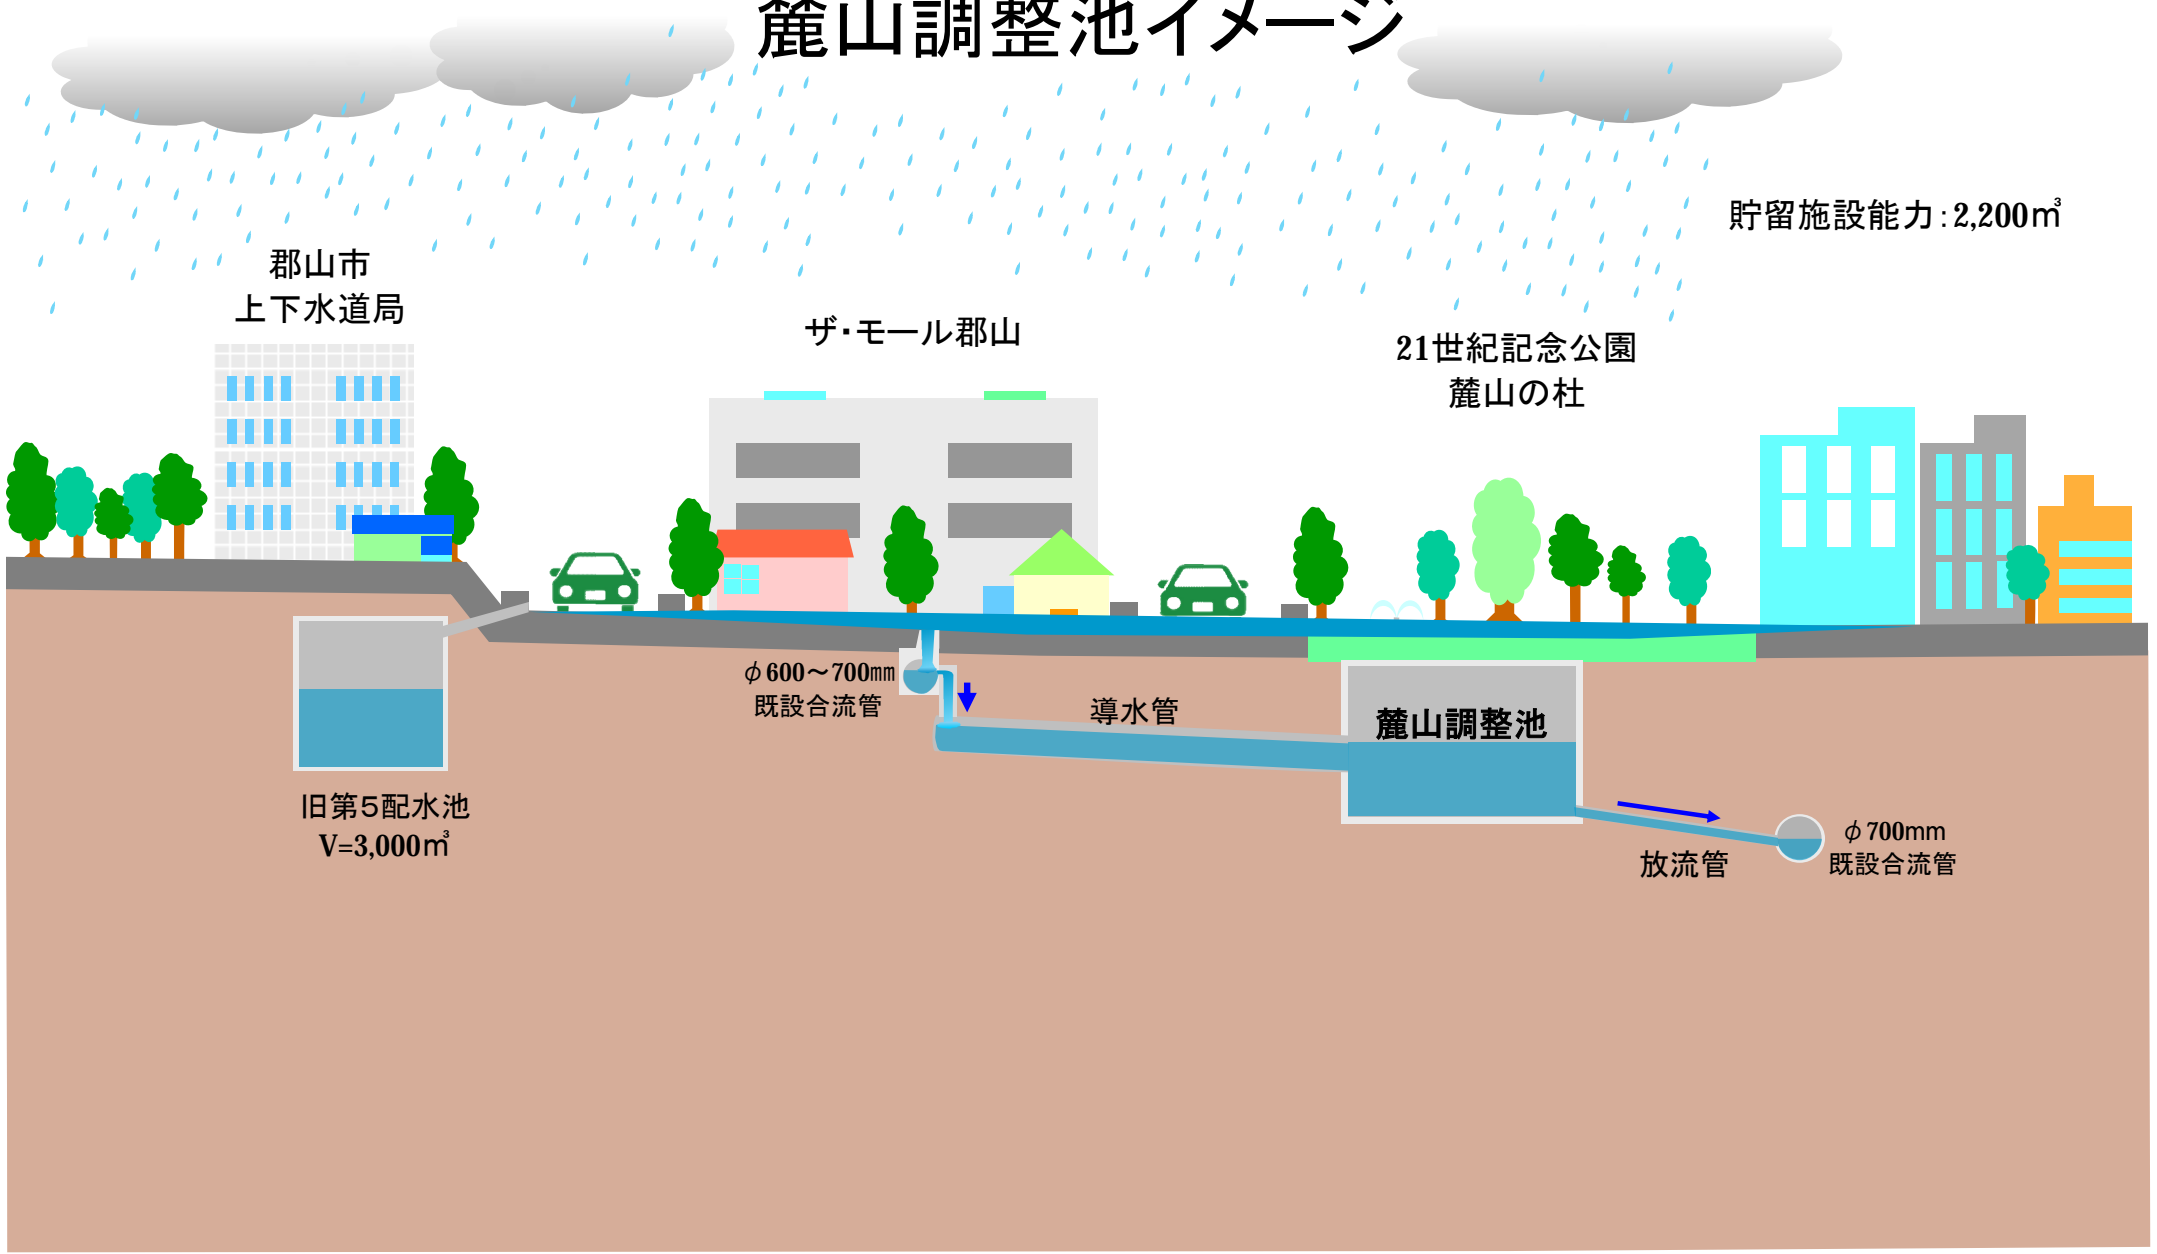 麓山調整池イメージ
貯留施設能力：2,200㎥
郡山市
上下水道局
ザ・モール郡山
21世紀記念公園
麓山の杜
φ600～700㎜
既設合流管
導水管
麓山調整池
旧第５配水池
V=3,000㎥
放流管
φ700mm
既設合流管